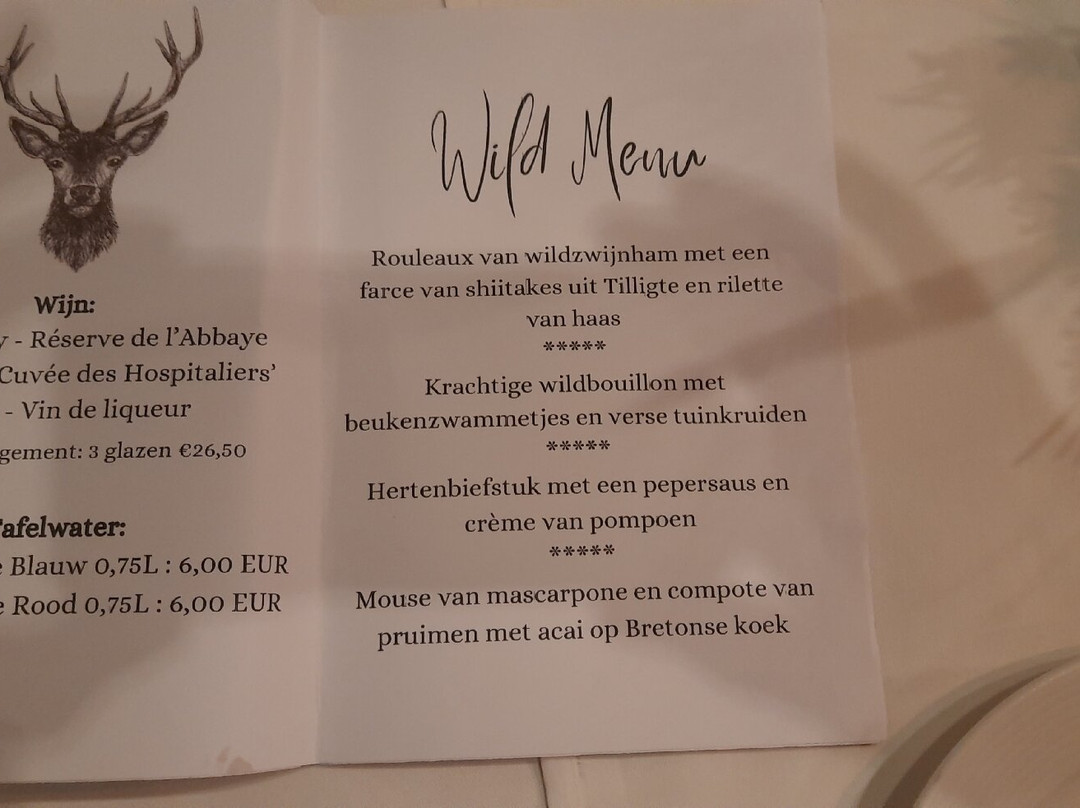 Wijn:
- Réserve de l'Abbaye
Cuvée des Hospitaliers'
- Vin de liqueur
3 glazen €26,50
Blauw 0,75L : 6,00 EUR
Rood 0,75L : 6,00 EUR
Wild Menu
Rouleaux van wildzwijnham met een
farce van shiitakes uit Tilligte en rilette
van haas
*****
Krachtige wildbouillon met
beukenzwammetjes en verse tuinkruiden
*****
Hertenbiefstuk met een pepersaus en
crème van pompoen
*****
Mouse van mascarpone en compote van
pruimen met acai op Bretonse koek